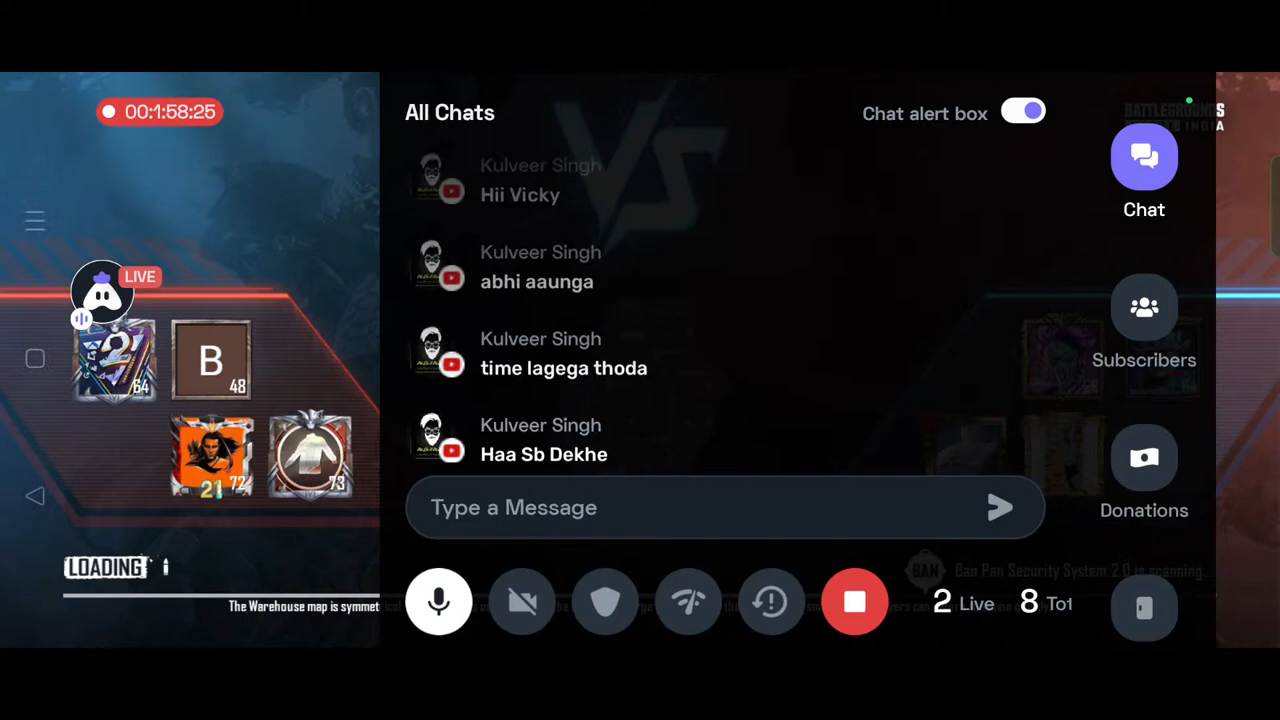 00:1:58:25
All Chats
Chat alert box
BATTLEGROUNDS
INDIA
Kulveer Singh
Hii Vicky
Chat
Kulveer Singh
abhi aaunga
LIVE
Kulveer Singh
time lagega thoda
Subscribers
2
64
B
48
Kulveer Singh
Haa Sb Dekhe
21
72
73
Type a Message
Donations
LOADING
BAN
Ban Pan Security System 2.0 is scanning...
The Warehouse map is symmet
2 Live
8 Tot
VS